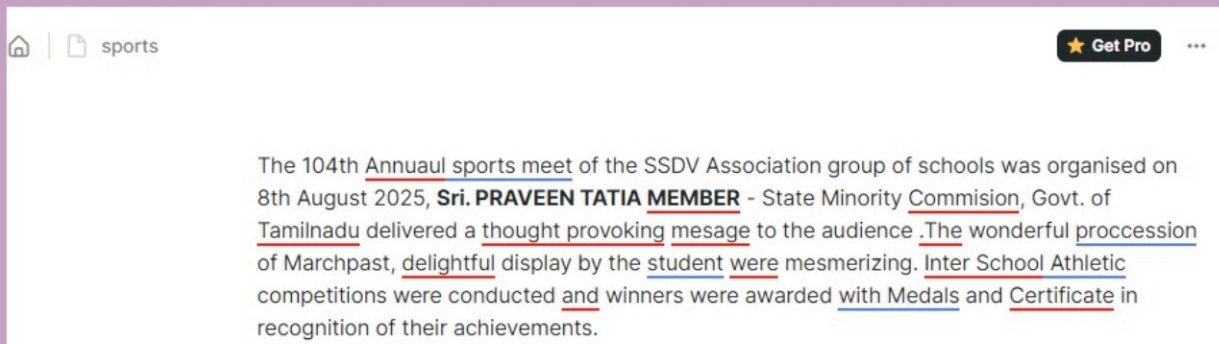 sports
Get Pro
The 104th Annuaul sports meet of the SSDV Association group of schools was organised on
8th August 2025, Sri. PRAVEEN TATIA MEMBER - State Minority Commision, Govt. of
Tamilnadu delivered a thought provoking mesage to the audience .The wonderful proccession
of Marchpast, delightful display by the student were mesmerizing. Inter School Athletic
competitions were conducted and winners were awarded with Medals and Certificate in
recognition of their achievements.